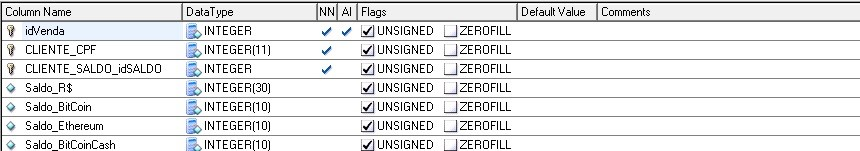 Column Name DataType NN AI Flags Default Value Comments
idVenda INTEGER UNSIGNED ZEROFILL
CLIENTE_CPF INTEGER(11) UNSIGNED ZEROFILL
CLIENTE_SALDO_idSALDO INTEGER UNSIGNED ZEROFILL
Saldo_R$ INTEGER(30) UNSIGNED ZEROFILL
Saldo_BitCoin INTEGER(10) UNSIGNED ZEROFILL
Saldo_Ethereum INTEGER(10) UNSIGNED ZEROFILL
Saldo_BitCoinCash INTEGER(10) UNSIGNED ZEROFILL